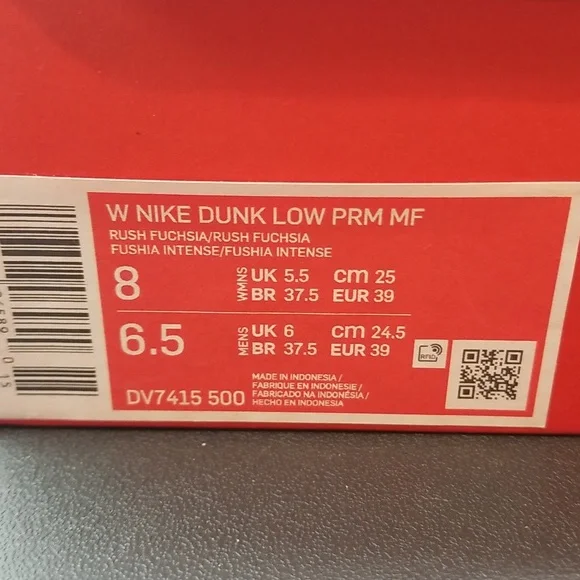 W NIKE DUNK LOW PRM MF
RUSH FUCHSIA/RUSH FUCHSIA
FUSHIA INTENSE/FUSHIA INTENSE
8 WMNS UK 5.5 cm 25
BR 37.5 EUR 39
6.5 MENS UK 6 cm 24.5
BR 37.5 EUR 39
RFID
DV7415 500
MADE IN INDONESIA /
FABRIQUE EN INDONESIE /
FABRICADO NA INDONÉSIA /
HECHO EN INDONESIA